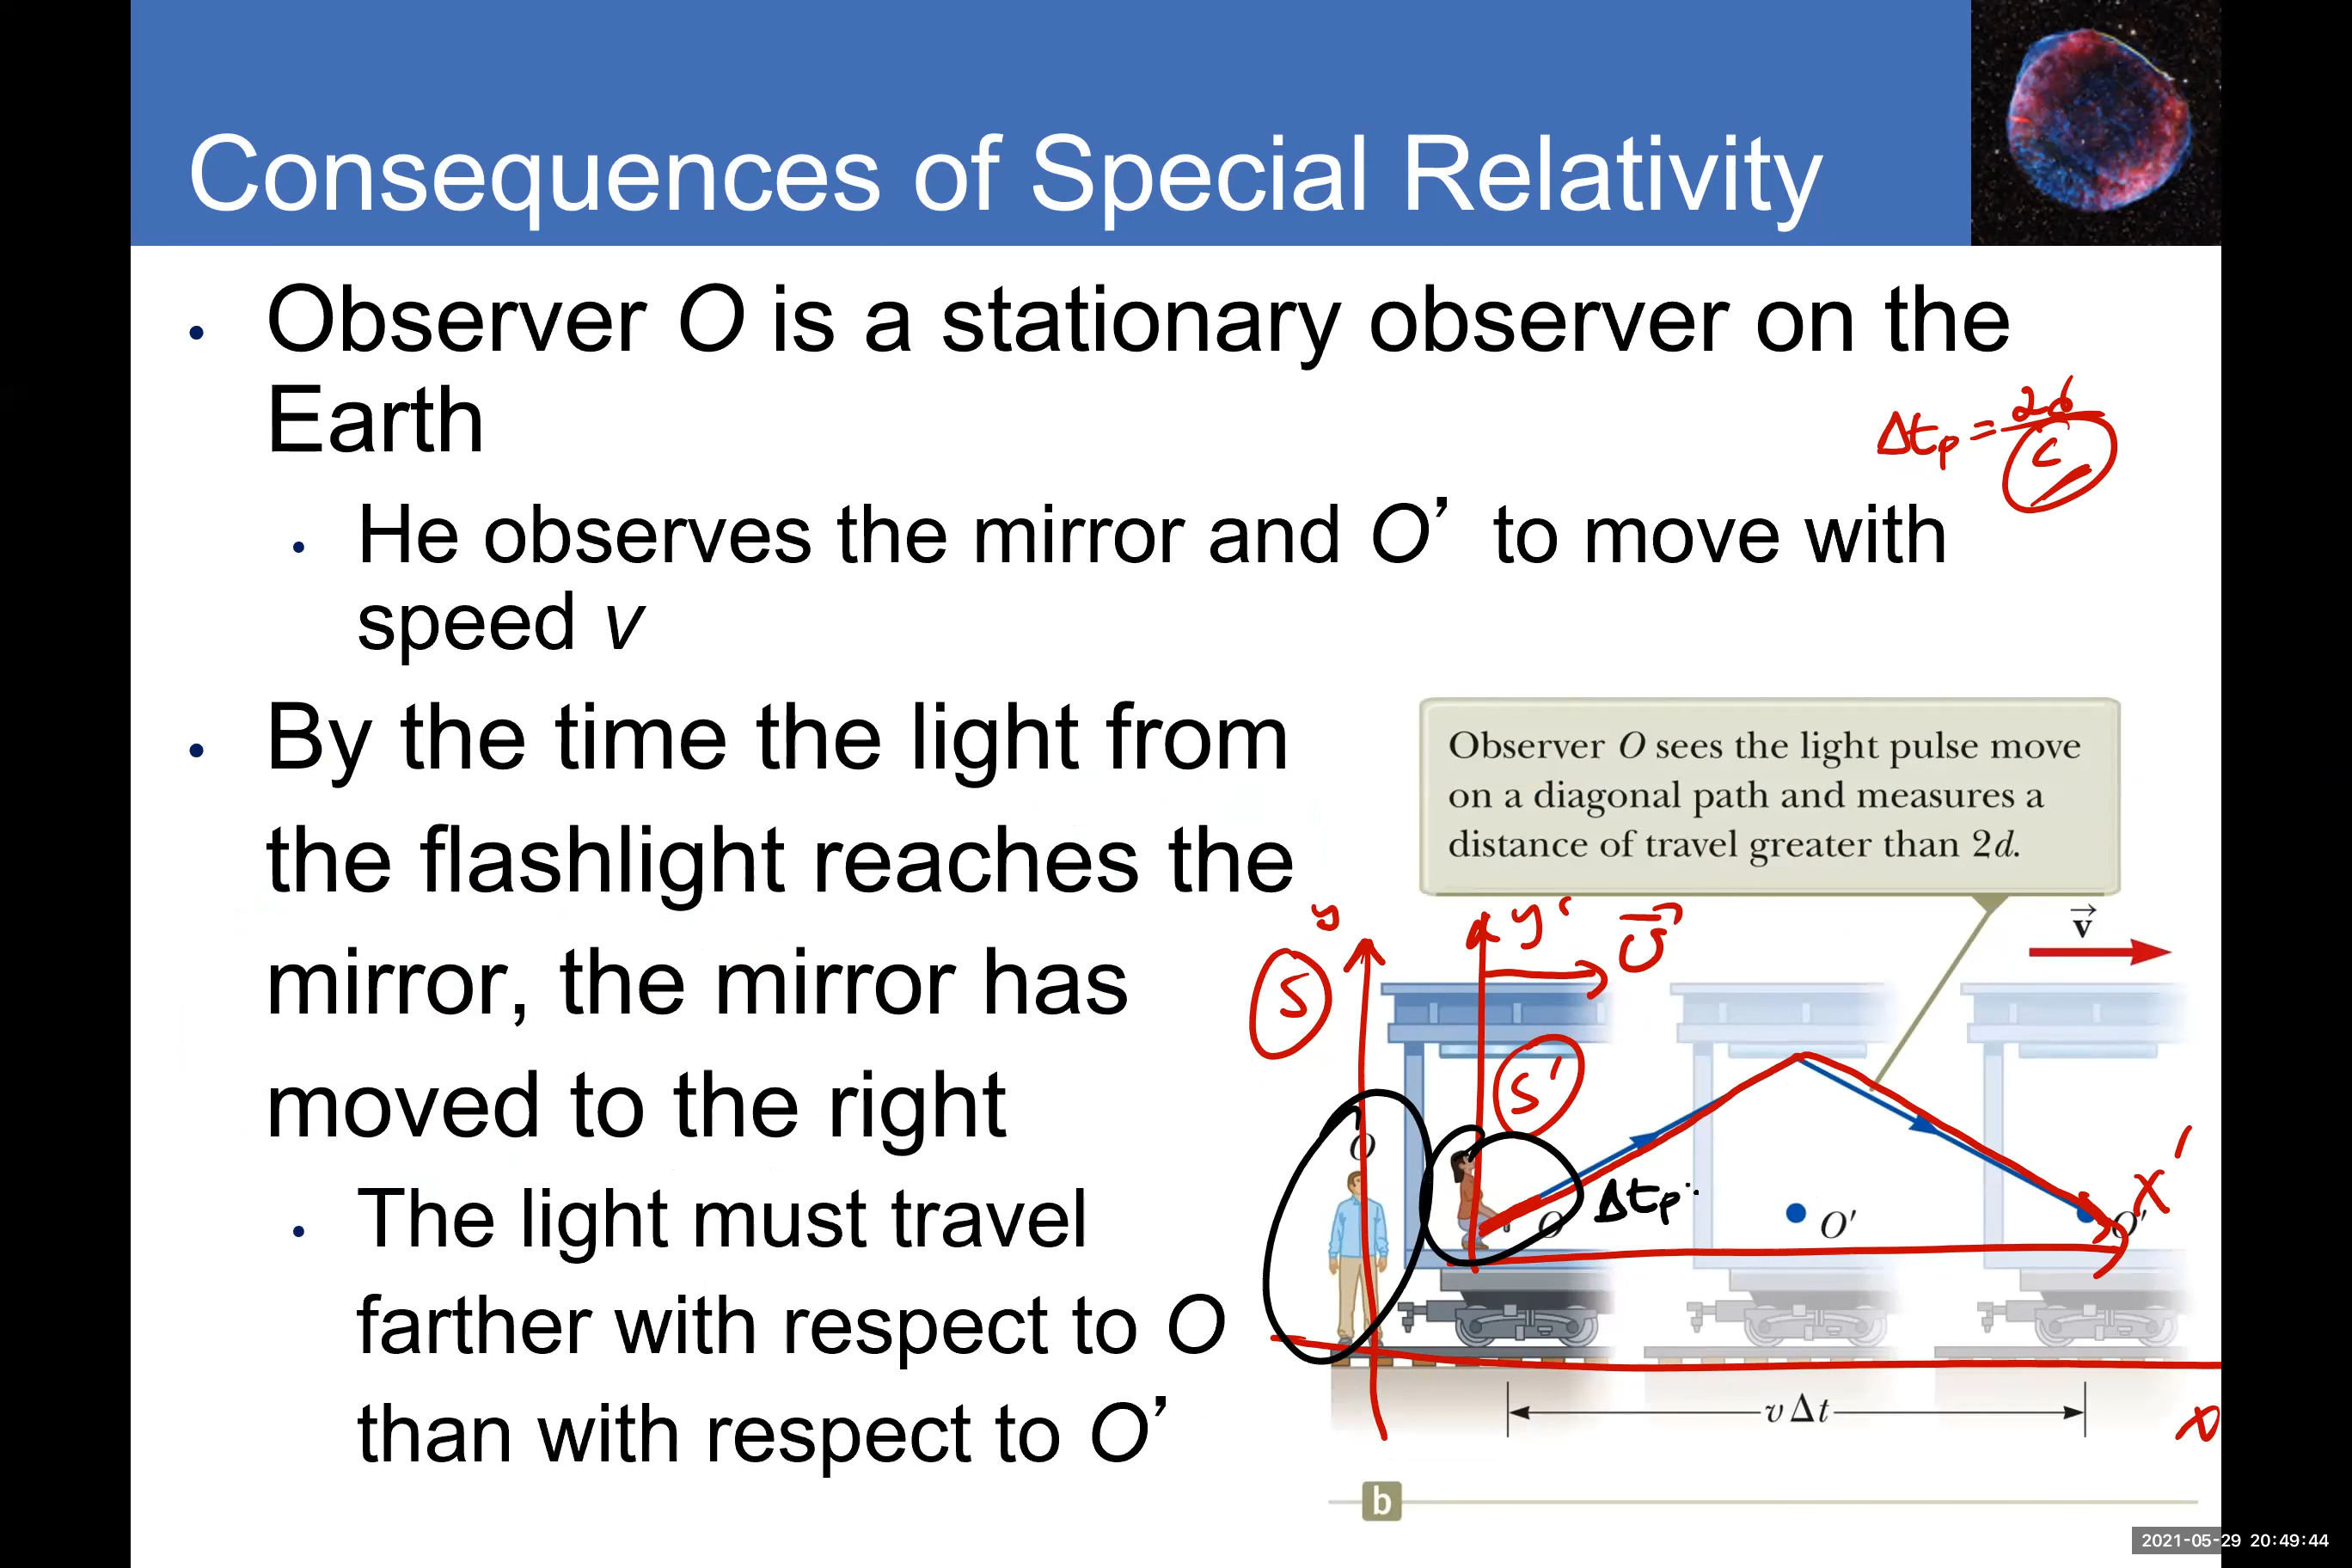 Consequences of Special Relativity
• Observer O is a stationary observer on the
Earth
Δtp = 2d
c
• He observes the mirror and O’ to move with
speed v
• By the time the light from
the flashlight reaches the
mirror, the mirror has
moved to the right
• The light must travel
farther with respect to O
than with respect to O’
Observer O sees the light pulse move
on a diagonal path and measures a
distance of travel greater than 2d.
y
y'
v
v
S
S'
O
Δtp
O'
O'
x'
v Δt
x
b
2021-05-29 20:49:44